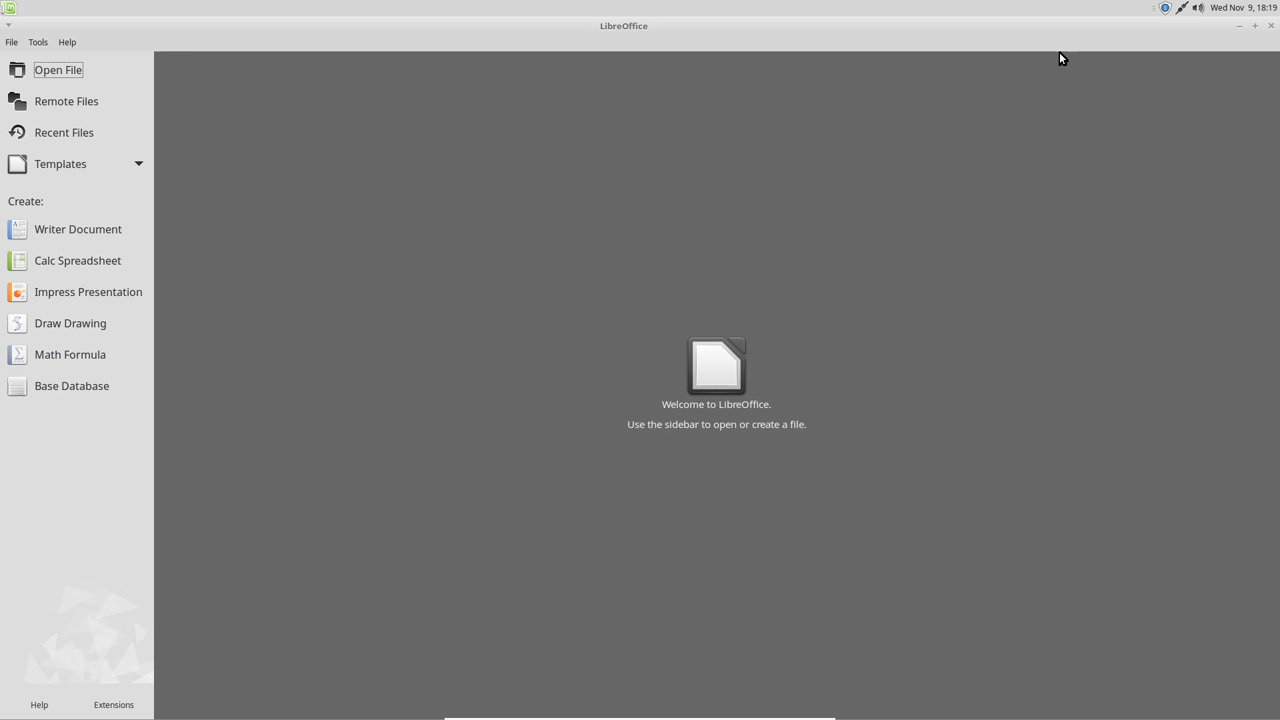 Wed Nov 9, 18:19
LibreOffice
File Tools Help
Open File
Remote Files
Recent Files
Templates
Create:
Writer Document
Calc Spreadsheet
Impress Presentation
Draw Drawing
Math Formula
Base Database
Welcome to LibreOffice.
Use the sidebar to open or create a file.
Help Extensions